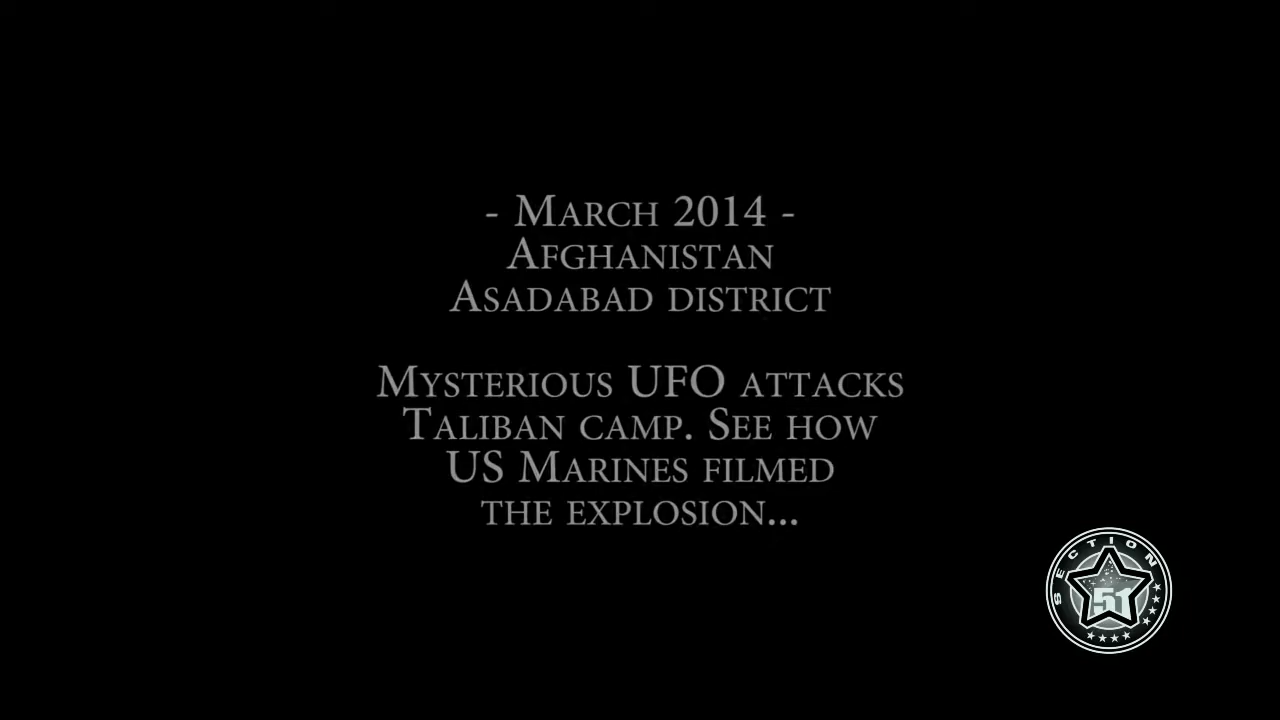 - March 2014 -
Afghanistan
Asadabad district
Mysterious UFO attacks
Taliban camp. See how
US Marines filmed
the explosion...
SECTION
51